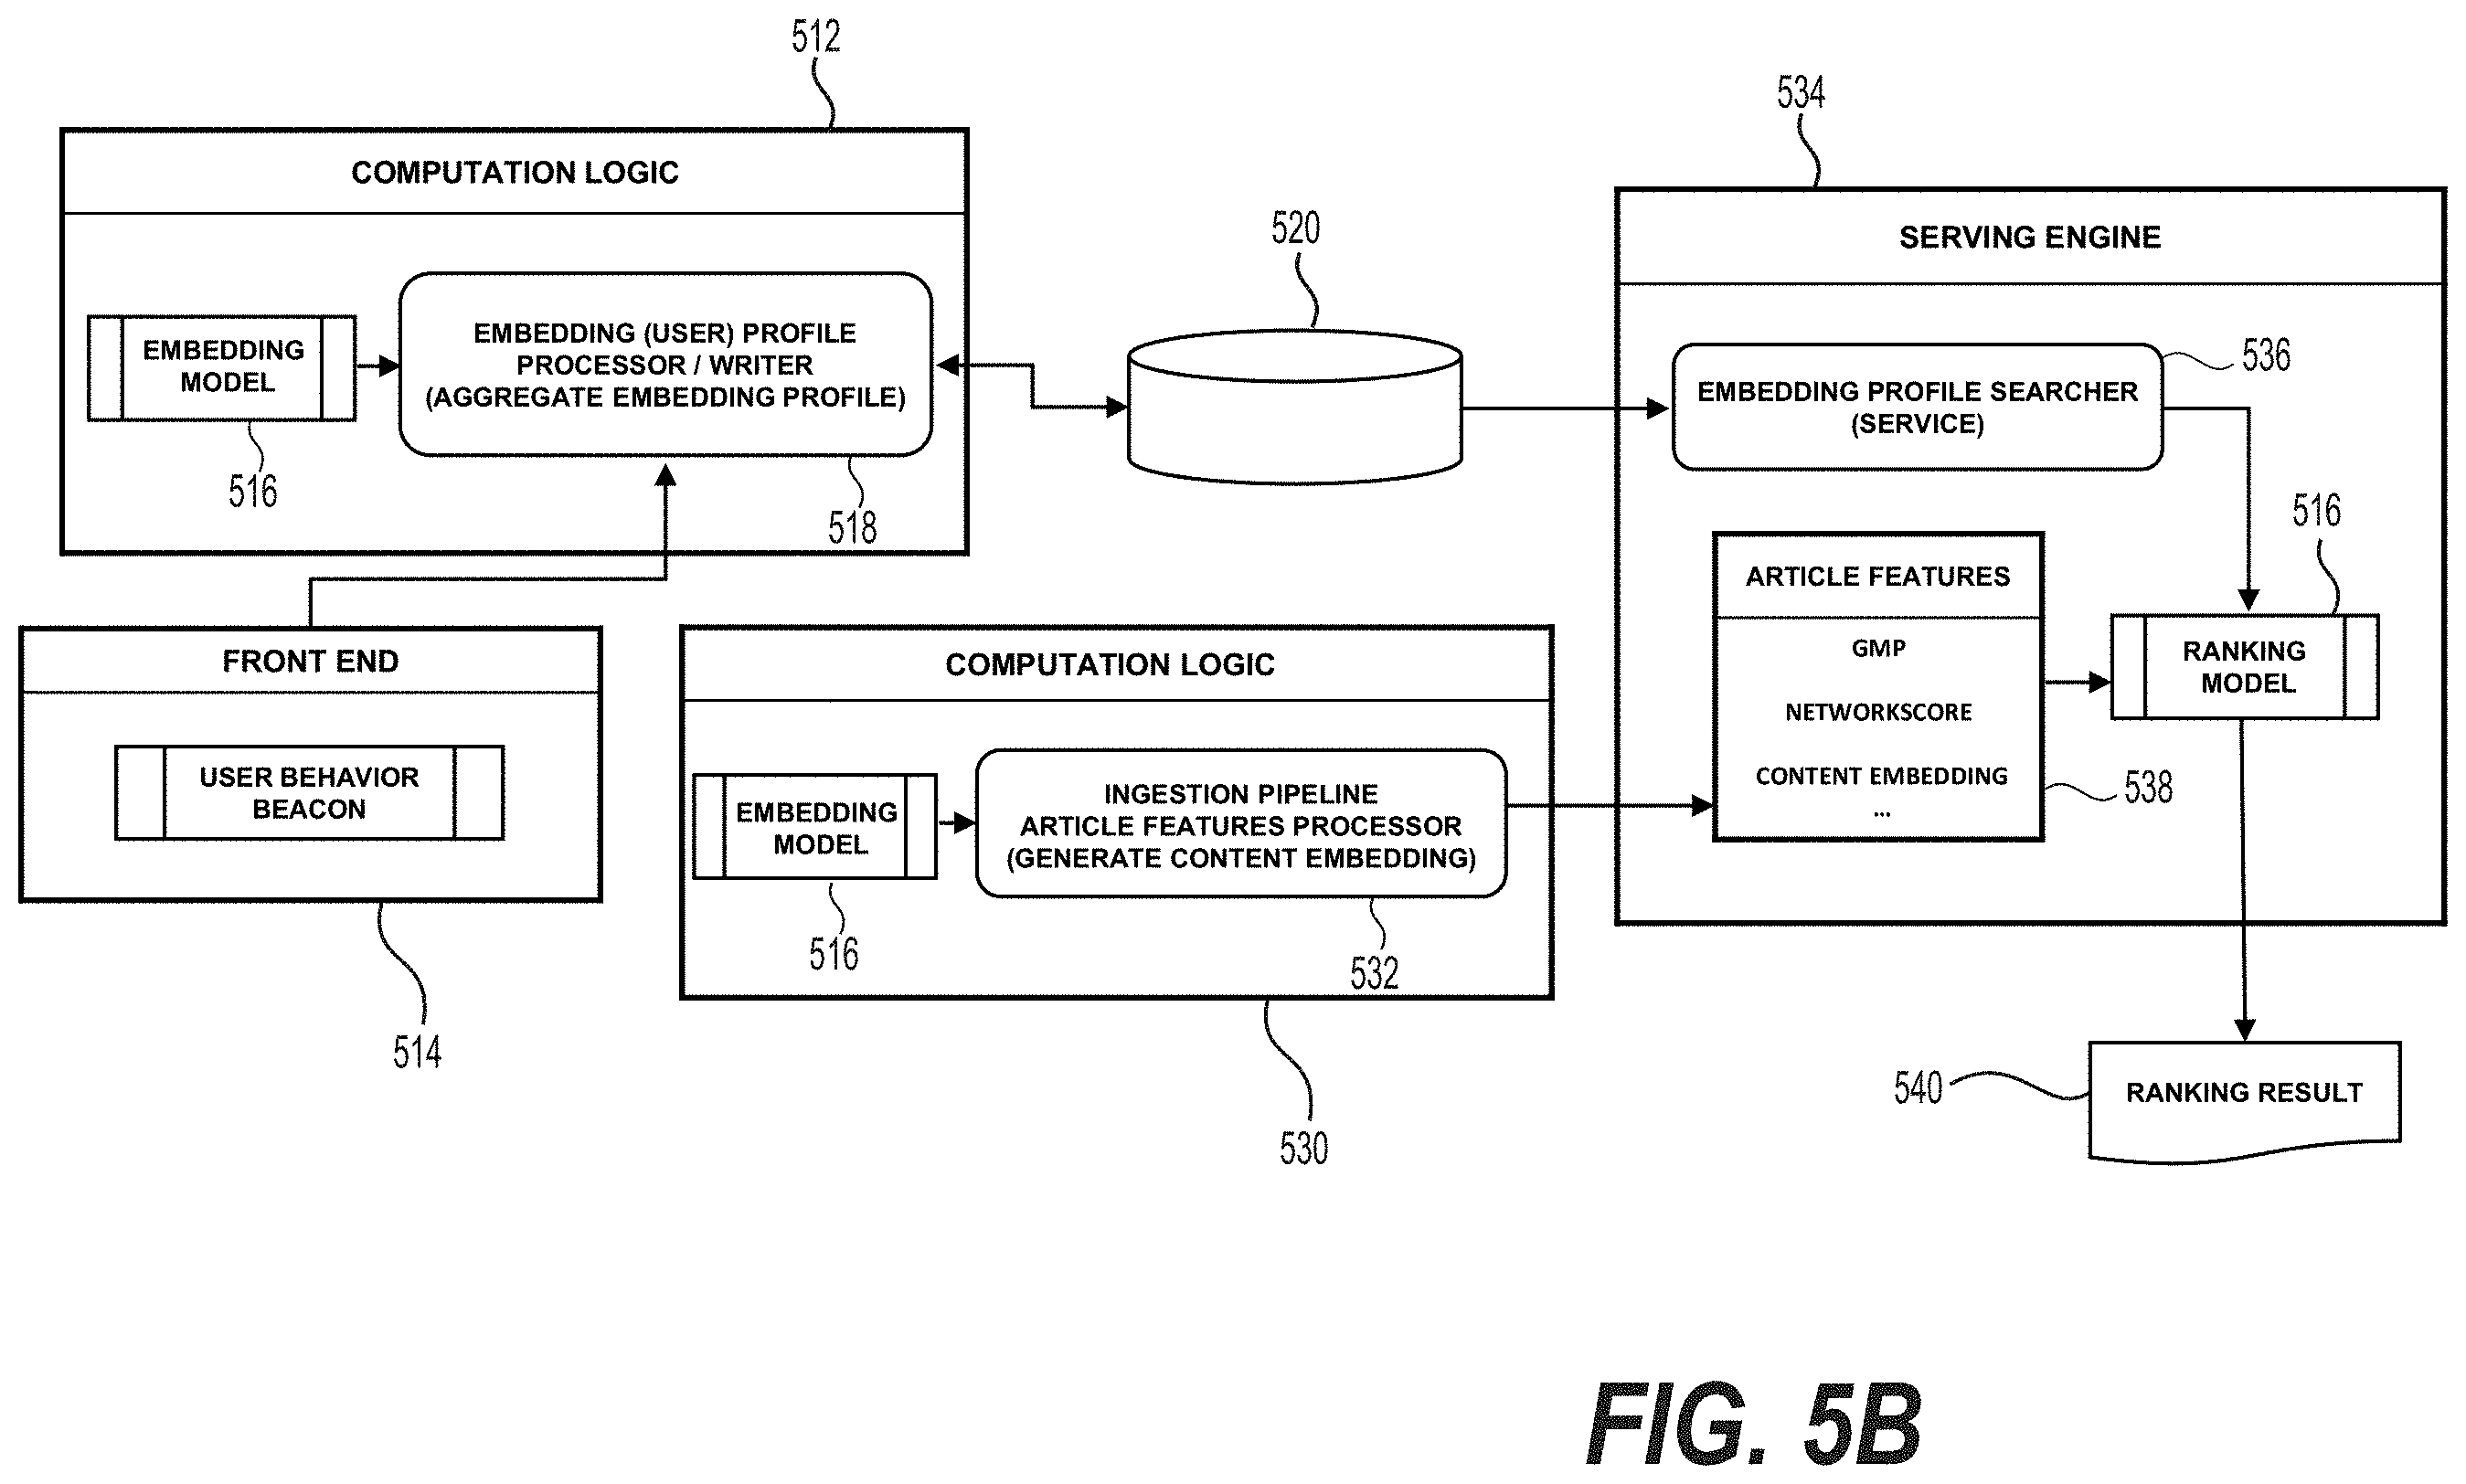 512
COMPUTATION LOGIC
EMBEDDING
MODEL
516
EMBEDDING (USER) PROFILE
PROCESSOR / WRITER
(AGGREGATE EMBEDDING PROFILE)
518
520
534
SERVING ENGINE
EMBEDDING PROFILE SEARCHER
(SERVICE)
536
ARTICLE FEATURES
GMP
NETWORKSCORE
CONTENT EMBEDDING
...
538
516
RANKING
MODEL
FRONT END
USER BEHAVIOR
BEACON
514
COMPUTATION LOGIC
EMBEDDING
MODEL
516
INGESTION PIPELINE
ARTICLE FEATURES PROCESSOR
(GENERATE CONTENT EMBEDDING)
532
530
540
RANKING RESULT
FIG. 5B